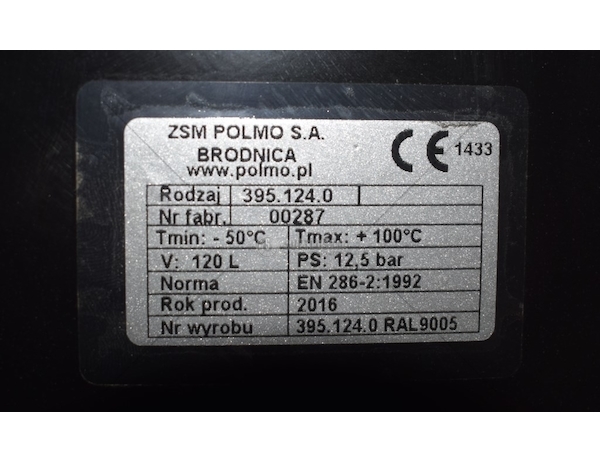 ZSM POLMO S.A.
BRODNICA
www.polmo.pl
CE 1433
Rodzaj 395.124.0
Nr fabr. 00287
Tmin: - 50°C Tmax: + 100°C
V: 120 L PS: 12,5 bar
Norma EN 286-2:1992
Rok prod. 2016
Nr wyrobu 395.124.0 RAL9005